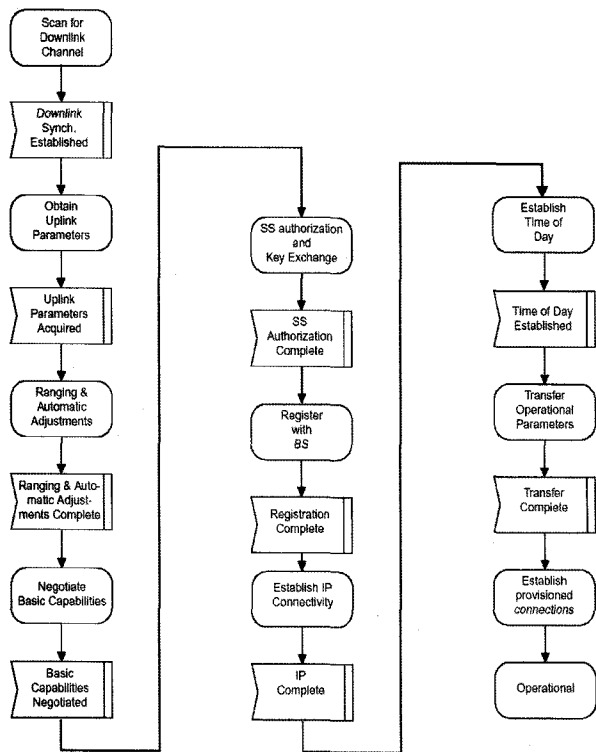 Scan for
Downlink
Channel
Downlink
Synch.
Established
Obtain
Uplink
Parameters
Uplink
Parameters
Acquired
Ranging &
Automatic
Adjustments
Ranging & Auto-
matic Adjust-
ments Complete
Negotiate
Basic Capabilities
Basic
Capabilities
Negotiated
SS authorization
and
Key Exchange
SS
Authorization
Complete
Register
with
BS
Registration
Complete
Establish IP
Connectivity
IP
Complete
Establish
Time of
Day
Time of Day
Established
Transfer
Operational
Parameters
Transfer
Complete
Establish
provisioned
connections
Operational